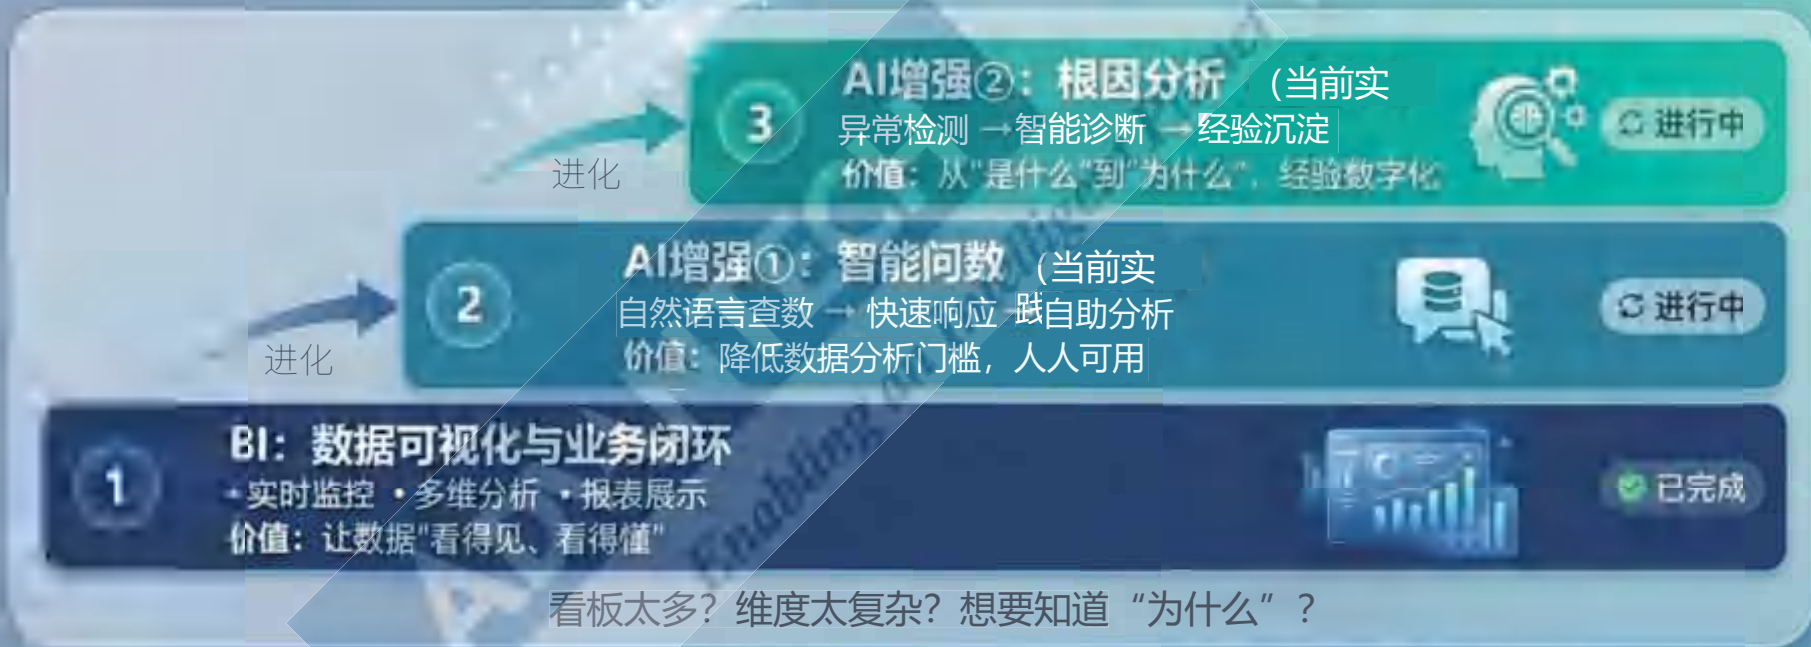 3
AI增强②：根因分析 （当前实
异常检测 → 智能诊断 → 经验沉淀
价值：从“是什么”到“为什么”，经验数字化
进行中
进化
2
AI增强①：智能问数 （当前实
自然语言查数 → 快速响应 → 践自助分析
价值：降低数据分析门槛，人人可用
进行中
进化
1
BI：数据可视化与业务闭环
·实时监控 ·多维分析 ·报表展示
价值：让数据“看得见、看得懂”
已完成
看板太多？维度太复杂？想要知道“为什么”？
Enabling